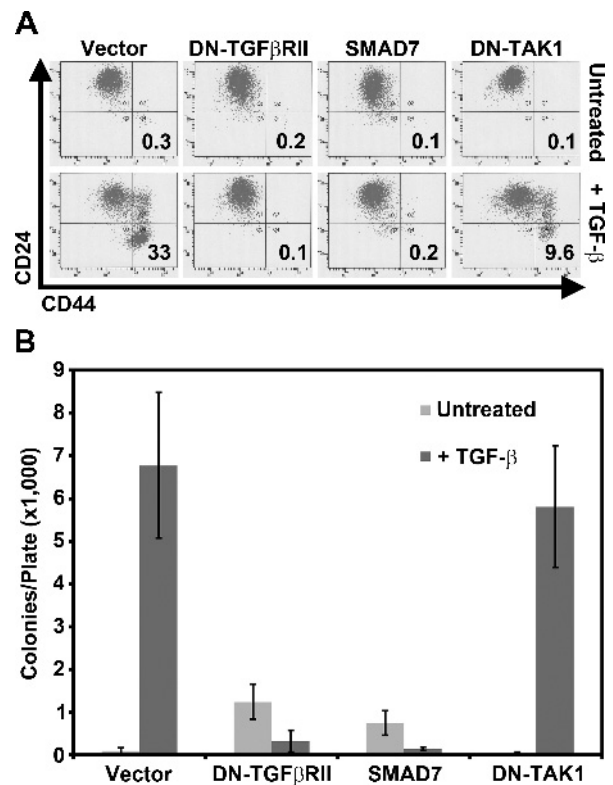 A
Vector DN-TGFβRII SMAD7 DN-TAK1
0.3 0.2 0.1 0.1
Untreated
33 0.1 0.2 9.6
+ TGF-β
CD24
CD44
B
Colonies/Plate (x1,000)
9
8
7
6
5
4
3
2
1
0
Untreated
+ TGF-β
Vector DN-TGFβRII SMAD7 DN-TAK1